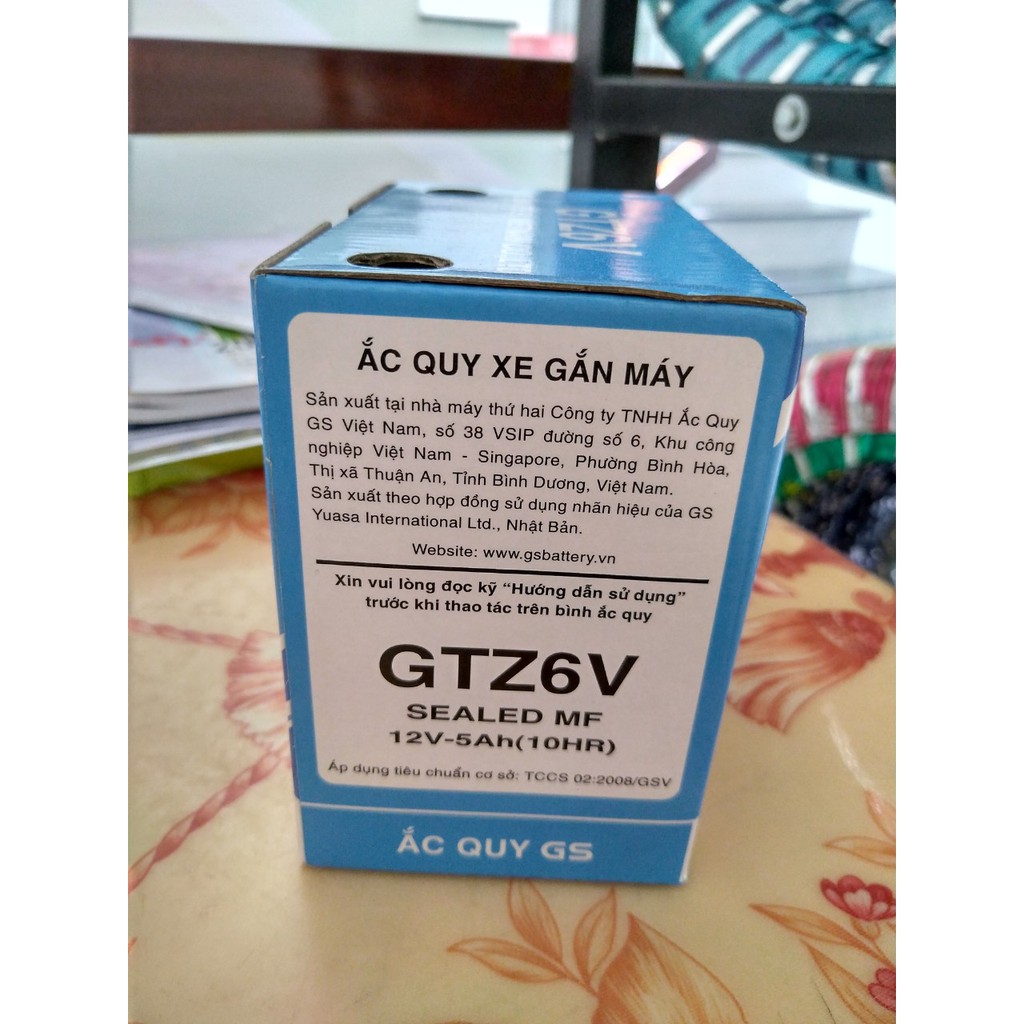 GTZ6V
ẮC QUY XE GẮN MÁY
Sản xuất tại nhà máy thứ hai Công ty TNHH Ắc Quy
GS Việt Nam, số 38 VSIP đường số 6, Khu công
nghiệp Việt Nam - Singapore, Phường Bình Hòa,
Thị xã Thuận An, Tỉnh Bình Dương, Việt Nam.
Sản xuất theo hợp đồng sử dụng nhãn hiệu của GS
Yuasa International Ltd., Nhật Bản.
Website: www.gsbattery.vn
Xin vui lòng đọc kỹ “Hướng dẫn sử dụng”
trước khi thao tác trên bình ắc quy
GTZ6V
SEALED MF
12V-5Ah(10HR)
Áp dụng tiêu chuẩn cơ sở: TCCS 02:2008/GSV
ẮC QUY GS